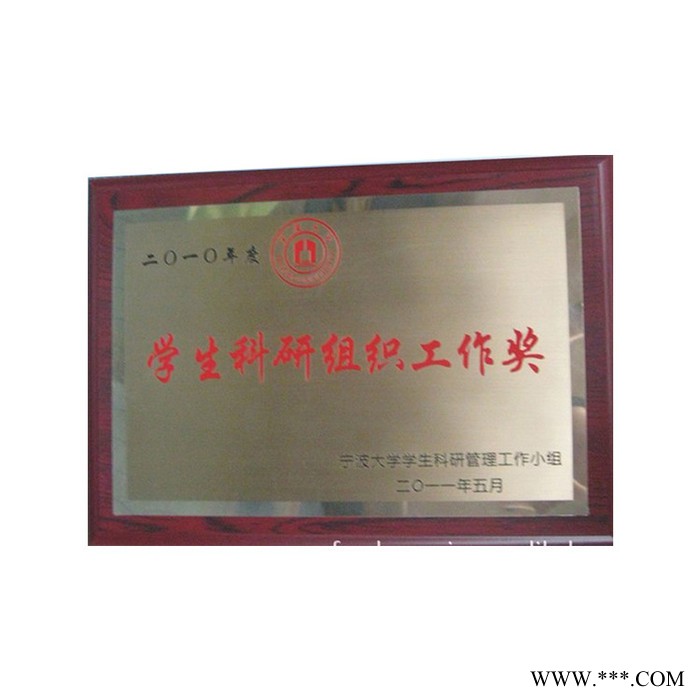 二〇一〇年度
学生科研组织工作奖
宁波大学学生科研管理工作小组
二〇一一年五月
WWW.***.COM